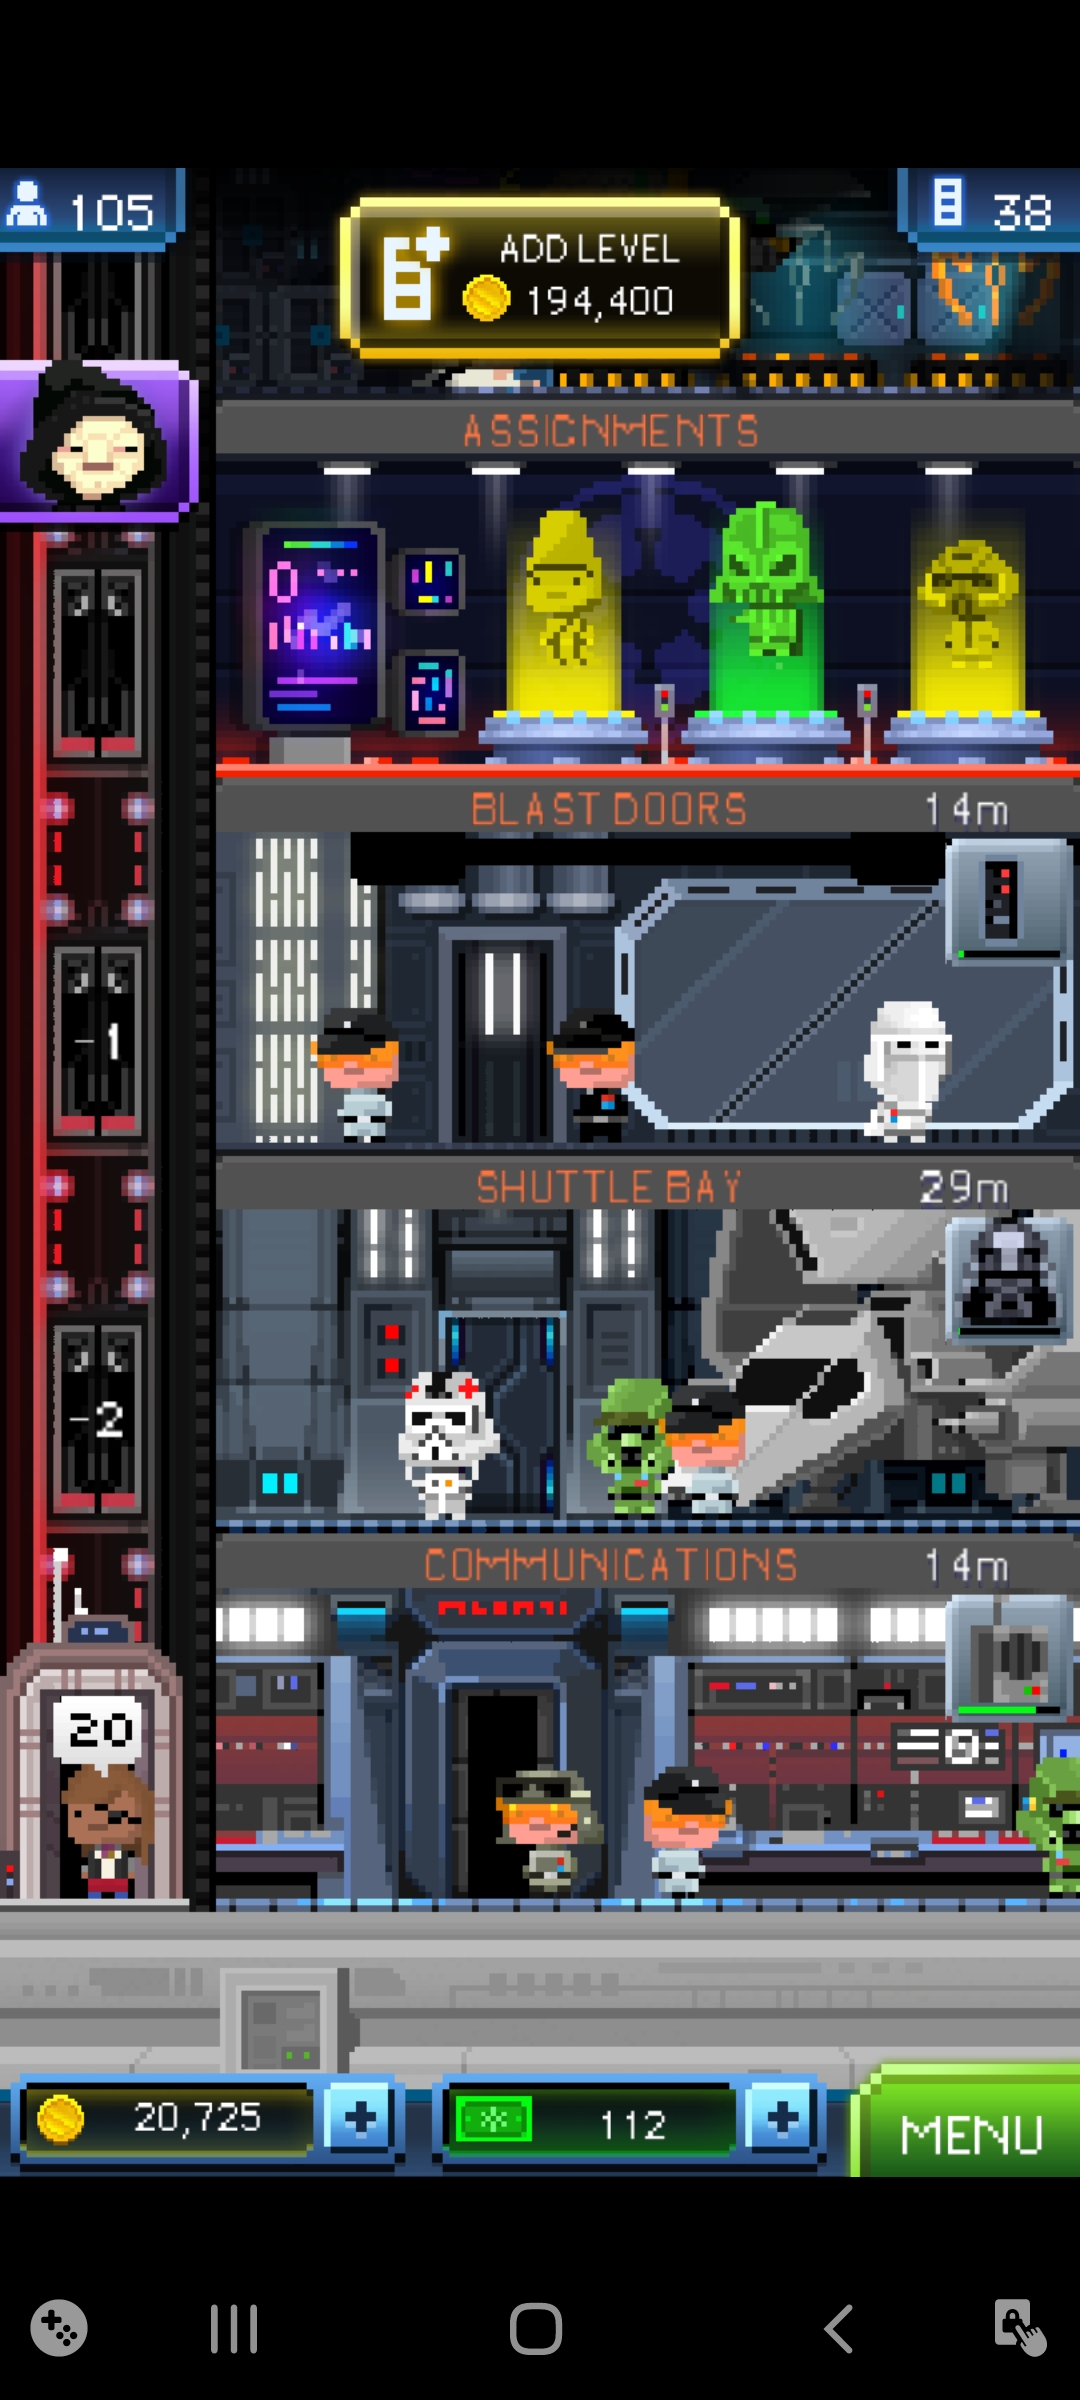 105
ADD LEVEL
194,400
38
ASSIGNMENTS
BLAST DOORS 14m
-1
SHUTTLE BAY 29m
-2
COMMUNICATIONS 14m
20
20,725
112
MENU